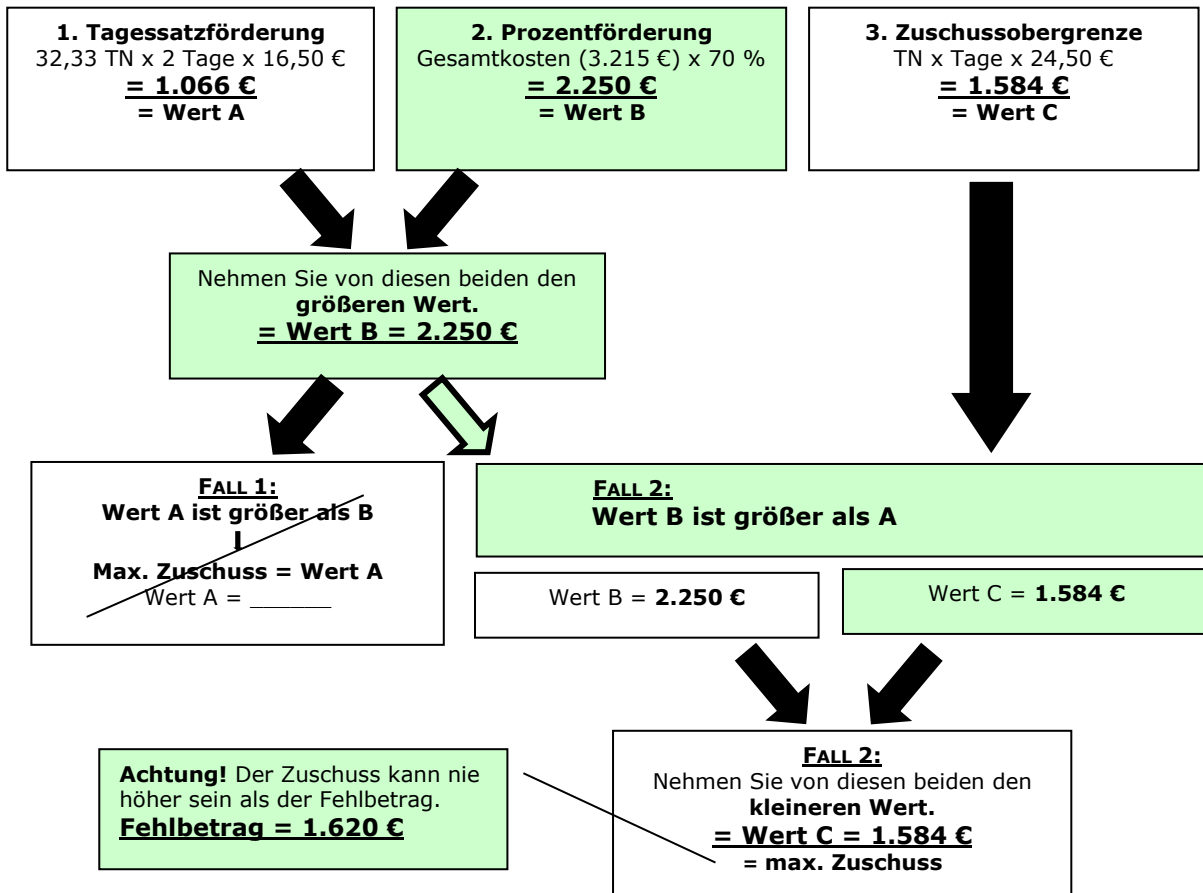 1. Tagessatzförderung
32,33 TN x 2 Tage x 16,50 €
= 1.066 €
= Wert A
2. Prozentförderung
Gesamtkosten (3.215 €) x 70 %
= 2.250 €
= Wert B
3. Zuschussobergrenze
TN x Tage x 24,50 €
= 1.584 €
= Wert C
Nehmen Sie von diesen beiden den
größeren Wert.
= Wert B = 2.250 €
FALL 1:
Wert A ist größer als B
Max. Zuschuss = Wert A
Wert A = ______
FALL 2:
Wert B ist größer als A
Wert B = 2.250 €
Wert C = 1.584 €
Achtung! Der Zuschuss kann nie
höher sein als der Fehlbetrag.
Fehlbetrag = 1.620 €
FALL 2:
Nehmen Sie von diesen beiden den
kleineren Wert.
= Wert C = 1.584 €
= max. Zuschuss